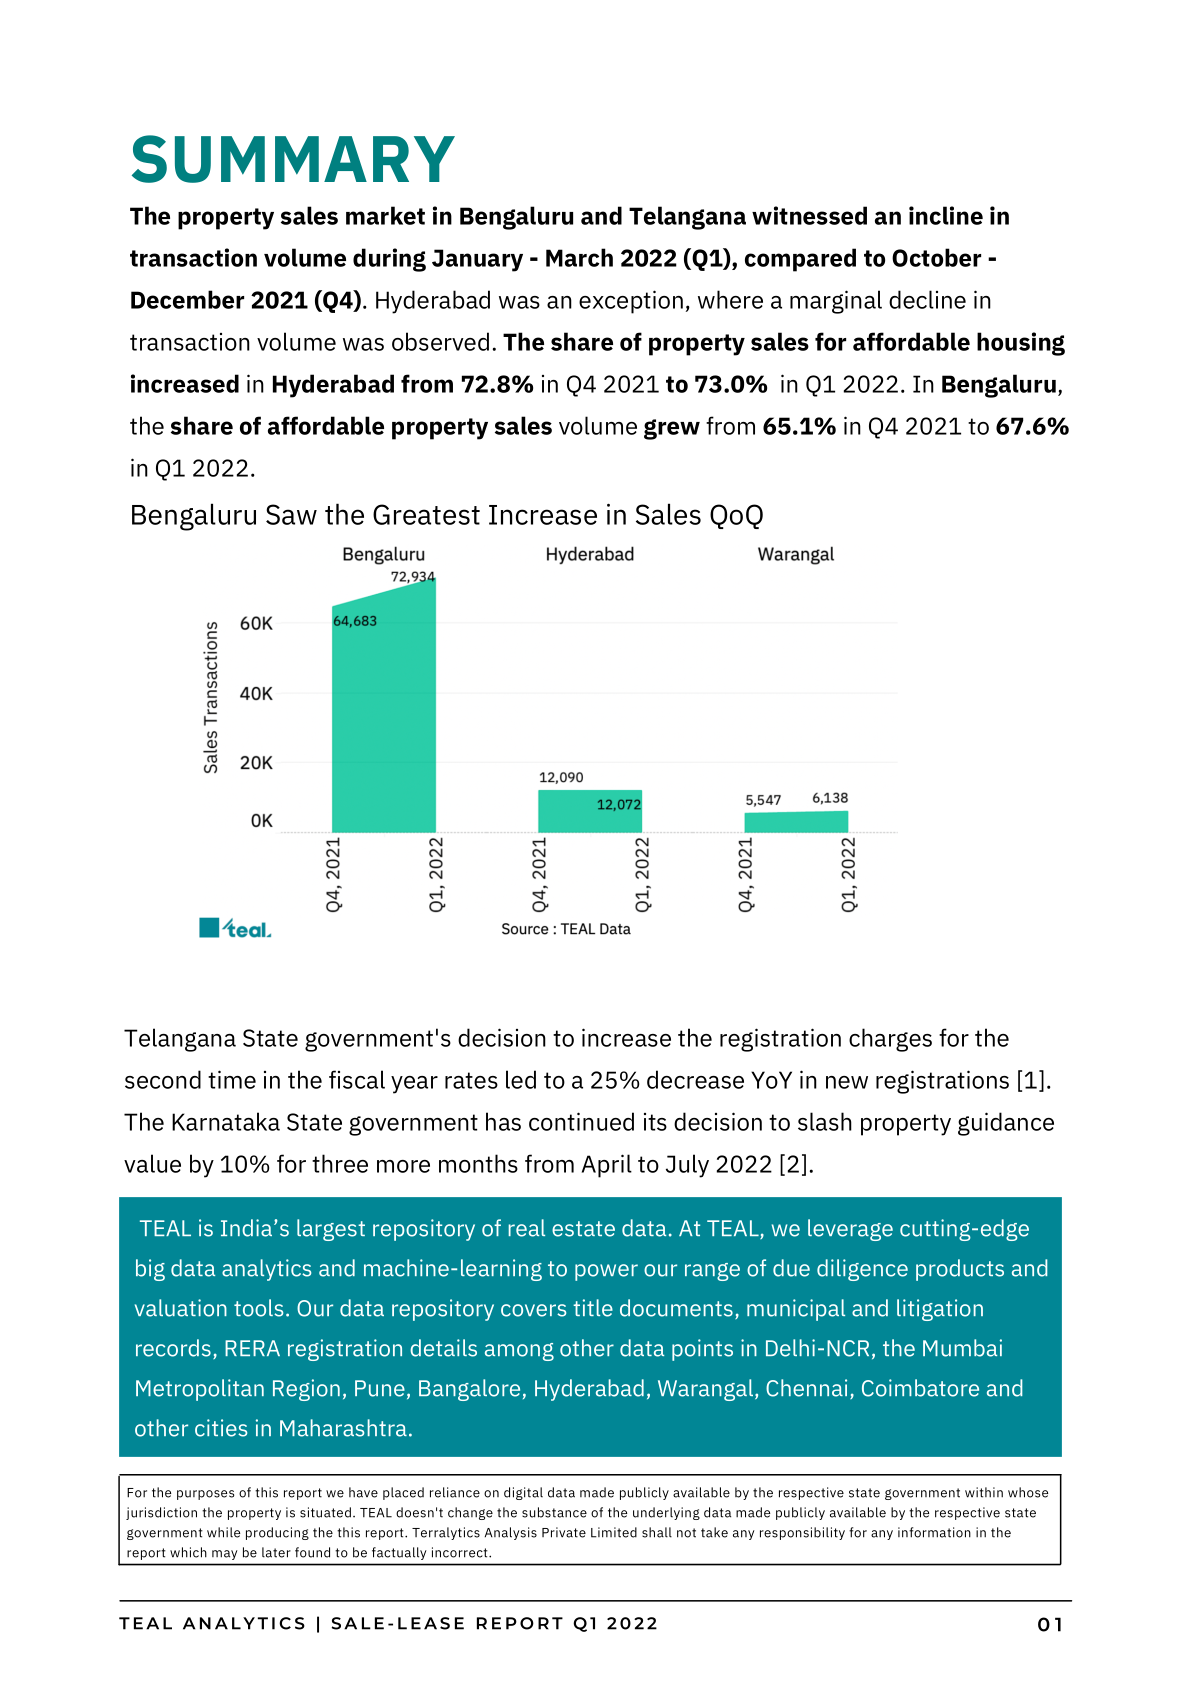 SUMMARY
The property sales market in Bengaluru and Telangana witnessed an incline in
transaction volume during January - March 2022 (Q1), compared to October -
December 2021 (Q4). Hyderabad was an exception, where a marginal decline in
transaction volume was observed. The share of property sales for affordable housing
increased in Hyderabad from 72.8% in Q4 2021 to 73.0% in Q1 2022. In Bengaluru,
the share of affordable property sales volume grew from 65.1% in Q4 2021 to 67.6%
in Q1 2022.
Bengaluru Saw the Greatest Increase in Sales QoQ
Bengaluru Hyderabad Warangal
72,934
64,683
60K
40K
20K
0K
Sales Transactions
12,090
12,072
5,547
6,138
Q4, 2021
Q1, 2022
Q4, 2021
Q1, 2022
Q4, 2021
Q1, 2022
teal.
Source : TEAL Data
Telangana State government's decision to increase the registration charges for the
second time in the fiscal year rates led to a 25% decrease YoY in new registrations [1].
The Karnataka State government has continued its decision to slash property guidance
value by 10% for three more months from April to July 2022 [2].
TEAL is India’s largest repository of real estate data. At TEAL, we leverage cutting-edge
big data analytics and machine-learning to power our range of due diligence products and
valuation tools. Our data repository covers title documents, municipal and litigation
records, RERA registration details among other data points in Delhi-NCR, the Mumbai
Metropolitan Region, Pune, Bangalore, Hyderabad, Warangal, Chennai, Coimbatore and
other cities in Maharashtra.
For the purposes of this report we have placed reliance on digital data made publicly available by the respective state government within whose
jurisdiction the property is situated. TEAL doesn't change the substance of the underlying data made publicly available by the respective state
government while producing the this report. Terralytics Analysis Private Limited shall not take any responsibility for any information in the
report which may be later found to be factually incorrect.
TEAL ANALYTICS | SALE-LEASE REPORT Q1 2022
01